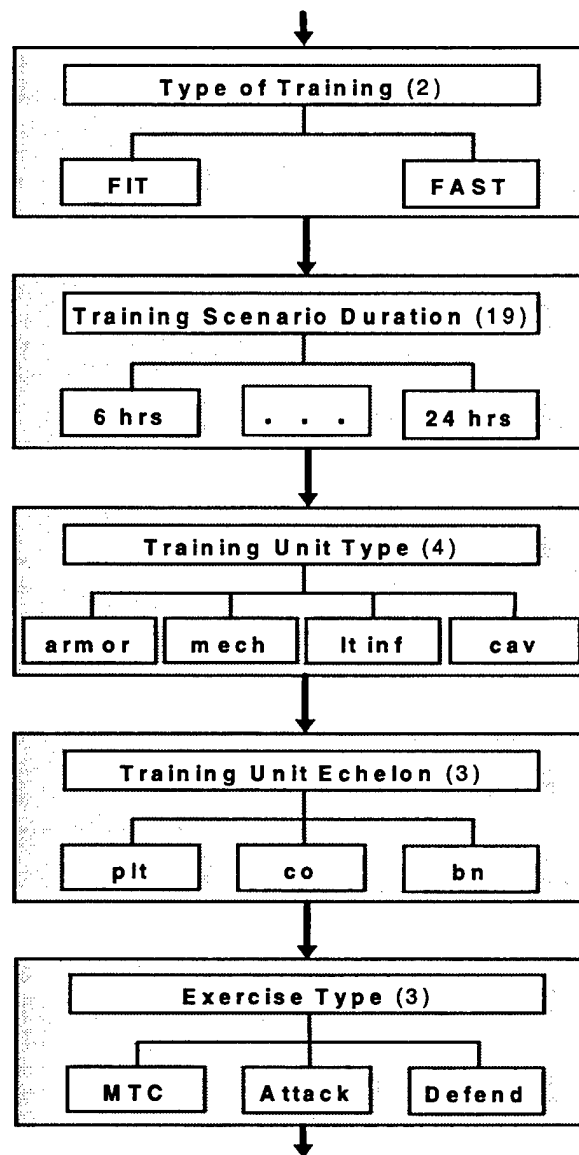 Type of Training (2)
FIT FAST
Training Scenario Duration (19)
6 hrs . . . 24 hrs
Training Unit Type (4)
armor mech lt inf cav
Training Unit Echelon (3)
plt co bn
Exercise Type (3)
MTC Attack Defend